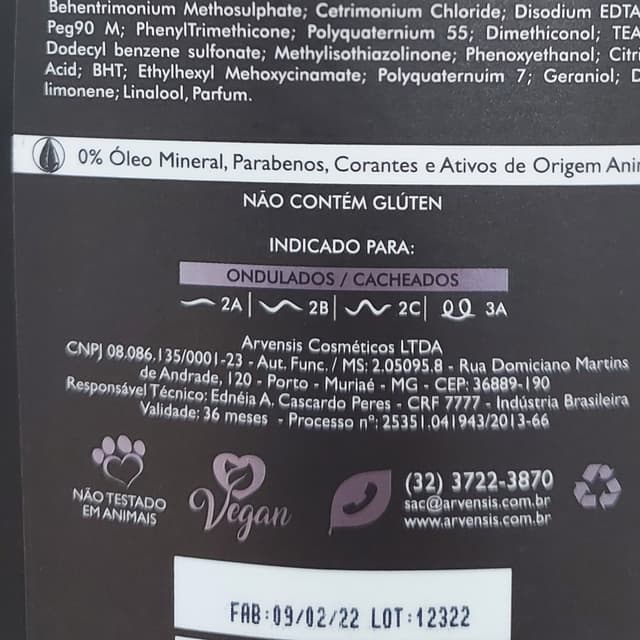 Behentrimonium Methosulphate; Cetrimonium Chloride; Disodium EDTA
Peg90 M; PhenylTrimethicone; Polyquaternium 55; Dimethiconol; TEA
Dodecyl benzene sulfonate; Methylisothiazolinone; Phenoxyethanol; Citri
Acid; BHT; Ethylhexyl Mehoxycinamate; Polyquaternuim 7; Geraniol; D
limonene; Linalool, Parfum.
0% Óleo Mineral, Parabenos, Corantes e Ativos de Origem Ani
NÃO CONTÉM GLÚTEN
INDICADO PARA:
ONDULADOS / CACHEADOS
2A | 2B | 2C | 3A
Arvensis Cosméticos LTDA
CNPJ 08.086.135/0001-23 - Aut. Func. / MS: 2.05095.8 - Rua Domiciano Martins
de Andrade, 120 - Porto - Muriaé - MG - CEP: 36889-190
Responsável Técnico: Ednéia A. Cascardo Peres - CRF 7777 - Indústria Brasileira
Validade: 36 meses - Processo nº: 25351.041943/2013-66
NÃO TESTADO
EM ANIMAIS
Vegan
(32) 3722-3870
sac@arvensis.com.br
www.arvensis.com.br
FAB:09/02/22 LOT:12322